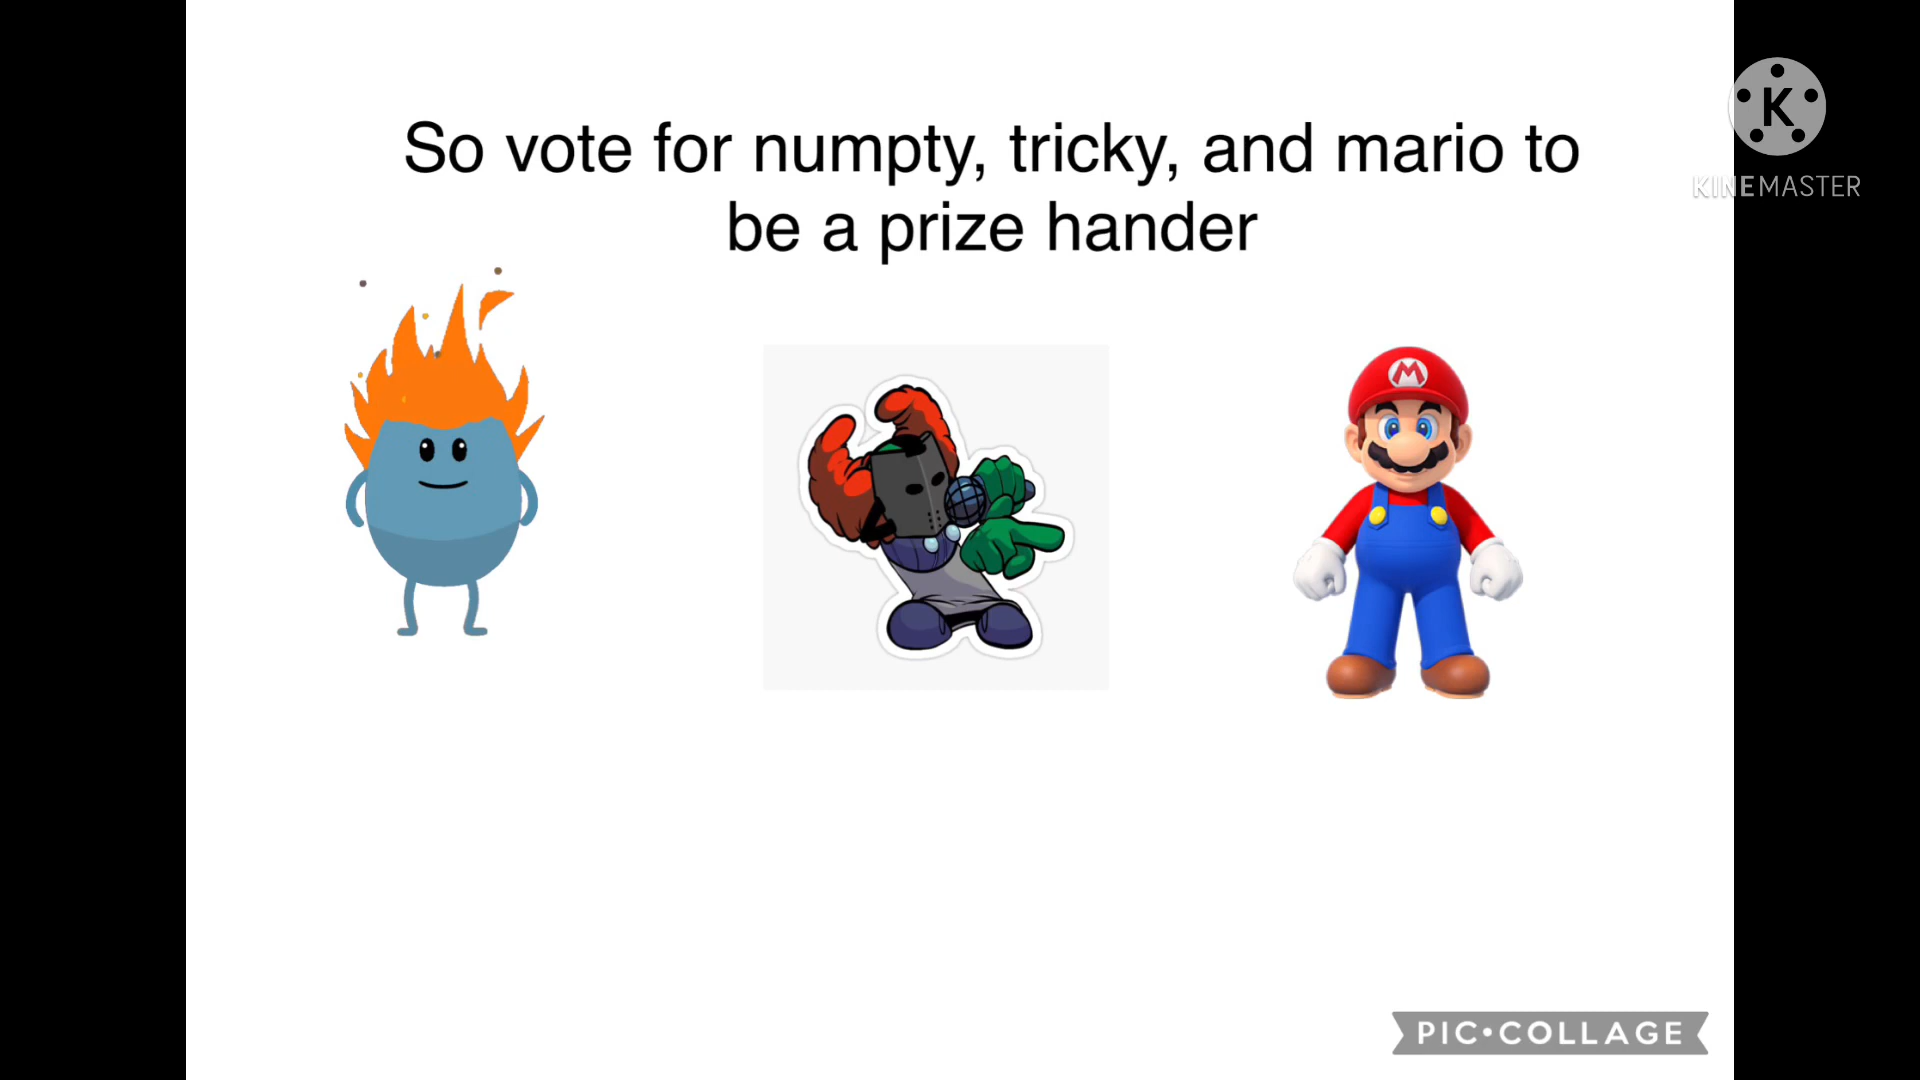 So vote for numpty, tricky, and mario to
be a prize hander
K
KINEMASTER
M
PIC•COLLAGE